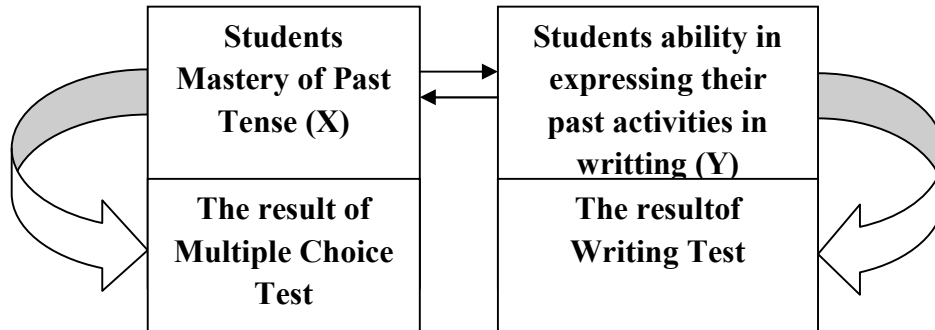 Students
Mastery of Past
Tense (X)
Students ability in
expressing their
past activities in
writting (Y)
The result of
Multiple Choice
Test
The resultof
Writing Test